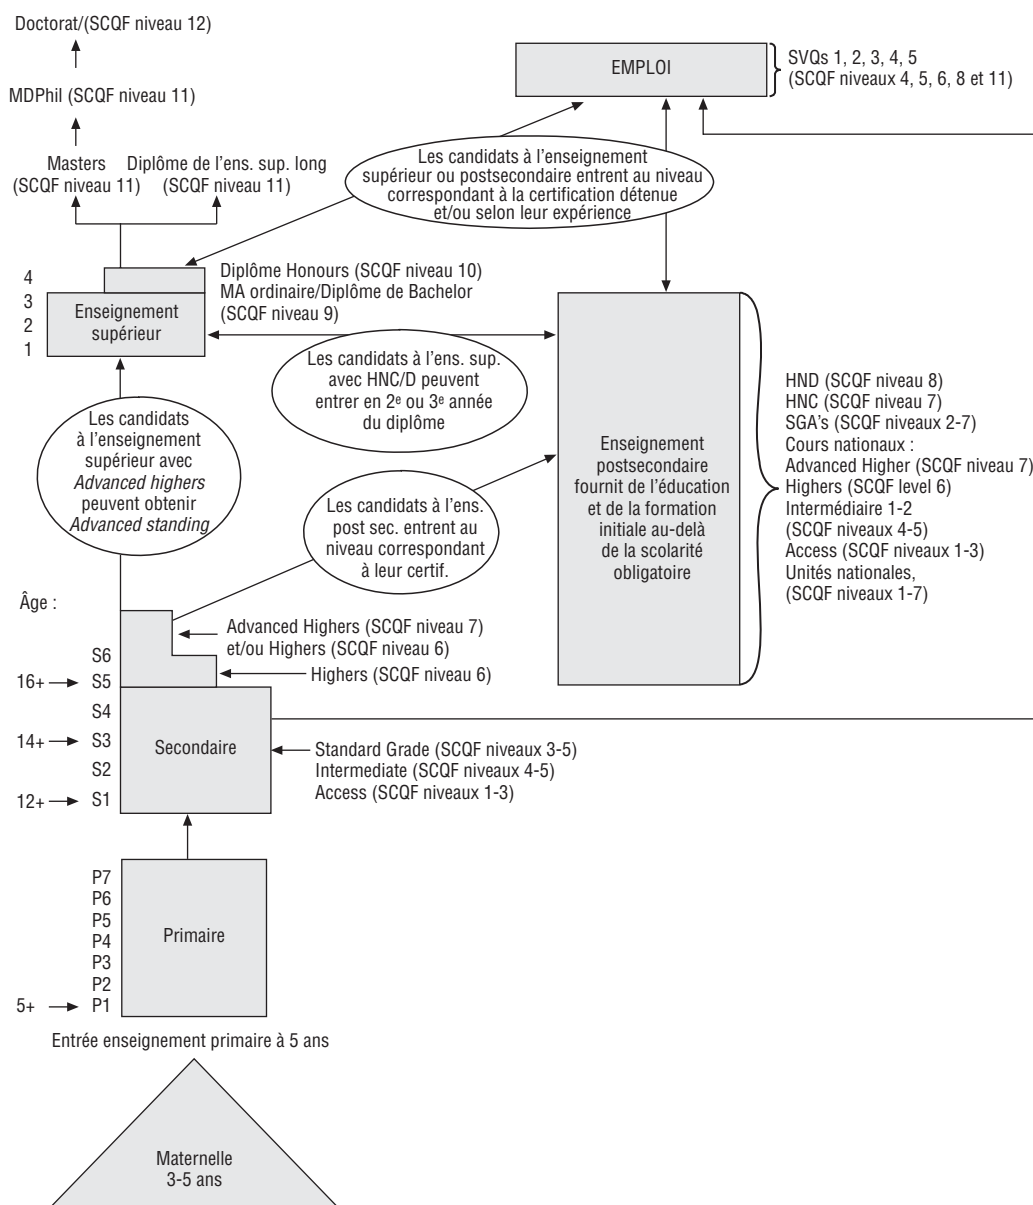 Doctorat/(SCQF niveau 12)
MDPhil (SCQF niveau 11)
Masters
(SCQF niveau 11)
Diplôme de l'ens. sup. long
(SCQF niveau 11)
EMPLOI
SVQs 1, 2, 3, 4, 5
(SCQF niveaux 4, 5, 6, 8 et 11)
Les candidats à l'enseignement
supérieur ou postsecondaire entrent au niveau
correspondant à la certification détenue
et/ou selon leur expérience
4
3
2
1
Enseignement
supérieur
Diplôme Honours (SCQF niveau 10)
MA ordinaire/Diplôme de Bachelor
(SCQF niveau 9)
Les candidats à l'ens. sup.
avec HNC/D peuvent
entrer en 2e ou 3e année
du diplôme
Les candidats
à l'enseignement
supérieur avec
Advanced highers
peuvent obtenir
Advanced standing
Les candidats à l'ens.
post sec. entrent au
niveau correspondant
à leur certif.
Enseignement
postsecondaire
fournit de l'éducation
et de la formation
initiale au-delà
de la scolarité
obligatoire
HND (SCQF niveau 8)
HNC (SCQF niveau 7)
SGA's (SCQF niveaux 2-7)
Cours nationaux :
Advanced Higher (SCQF niveau 7)
Highers (SCQF level 6)
Intermédiaire 1-2
(SCQF niveaux 4-5)
Access (SCQF niveaux 1-3)
Unités nationales,
(SCQF niveaux 1-7)
Âge :
Advanced Highers (SCQF niveau 7)
et/ou Highers (SCQF niveau 6)
Highers (SCQF niveau 6)
S6
16+ S5
S4
14+ S3
S2
12+ S1
Secondaire
Standard Grade (SCQF niveaux 3-5)
Intermediate (SCQF niveaux 4-5)
Access (SCQF niveaux 1-3)
P7
P6
P5
P4
P3
P2
5+ P1
Primaire
Entrée enseignement primaire à 5 ans
Maternelle
3-5 ans